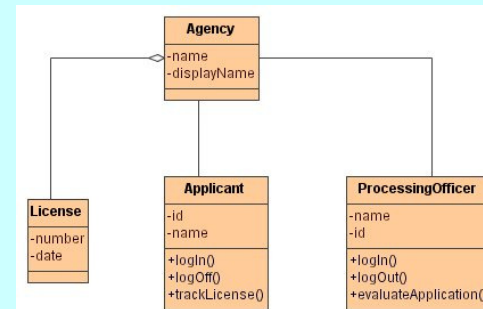 Agency
-name
-displayName
License
-number
-date
Applicant
-id
-name
+logIn()
+logOff()
+trackLicense()
ProcessingOfficer
-name
-id
+logIn()
+logOut()
+evaluateApplication()